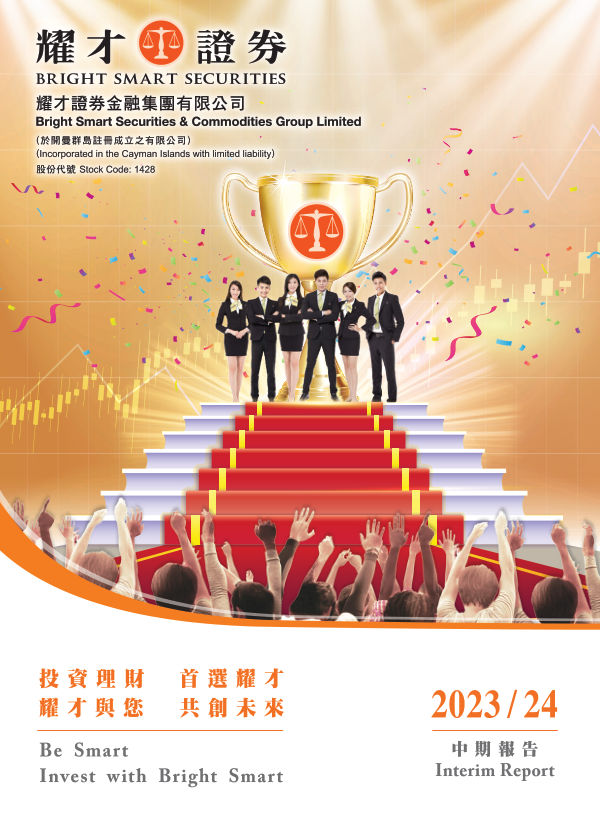 耀才 證券
BRIGHT SMART SECURITIES
耀才證券金融集團有限公司
Bright Smart Securities & Commodities Group Limited
(於開曼群島註冊成立之有限公司)
(Incorporated in the Cayman Islands with limited liability)
股份代號 Stock Code: 1428
投資理財 首選耀才
耀才與您 共創未來
Be Smart
Invest with Bright Smart
2023/24
中期報告
Interim Report